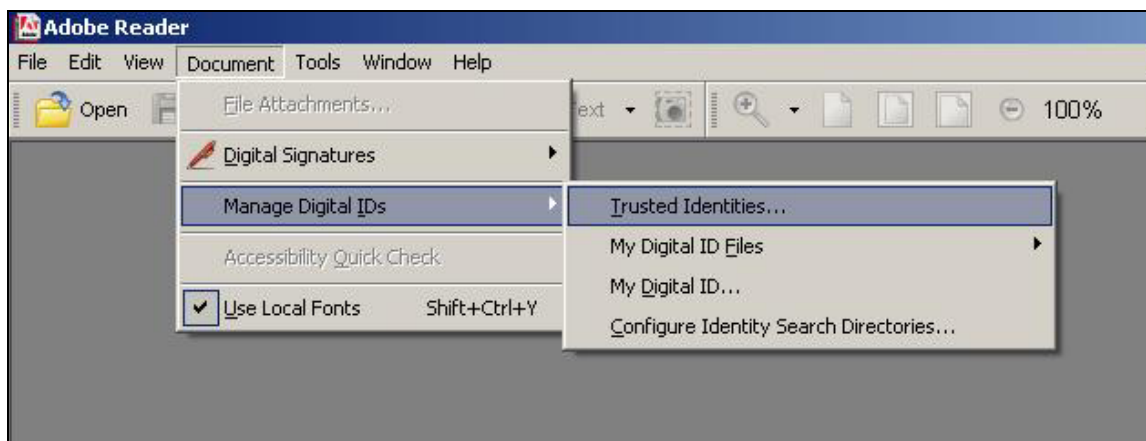 Adobe Reader
File Edit View Document Tools Window Help
Open ext 100%
File Attachments...
Digital Signatures
Manage Digital IDs
Accessibility Quick Check
Use Local Fonts Shift+Ctrl+Y
Trusted Identities...
My Digital ID Files
My Digital ID...
Configure Identity Search Directories...